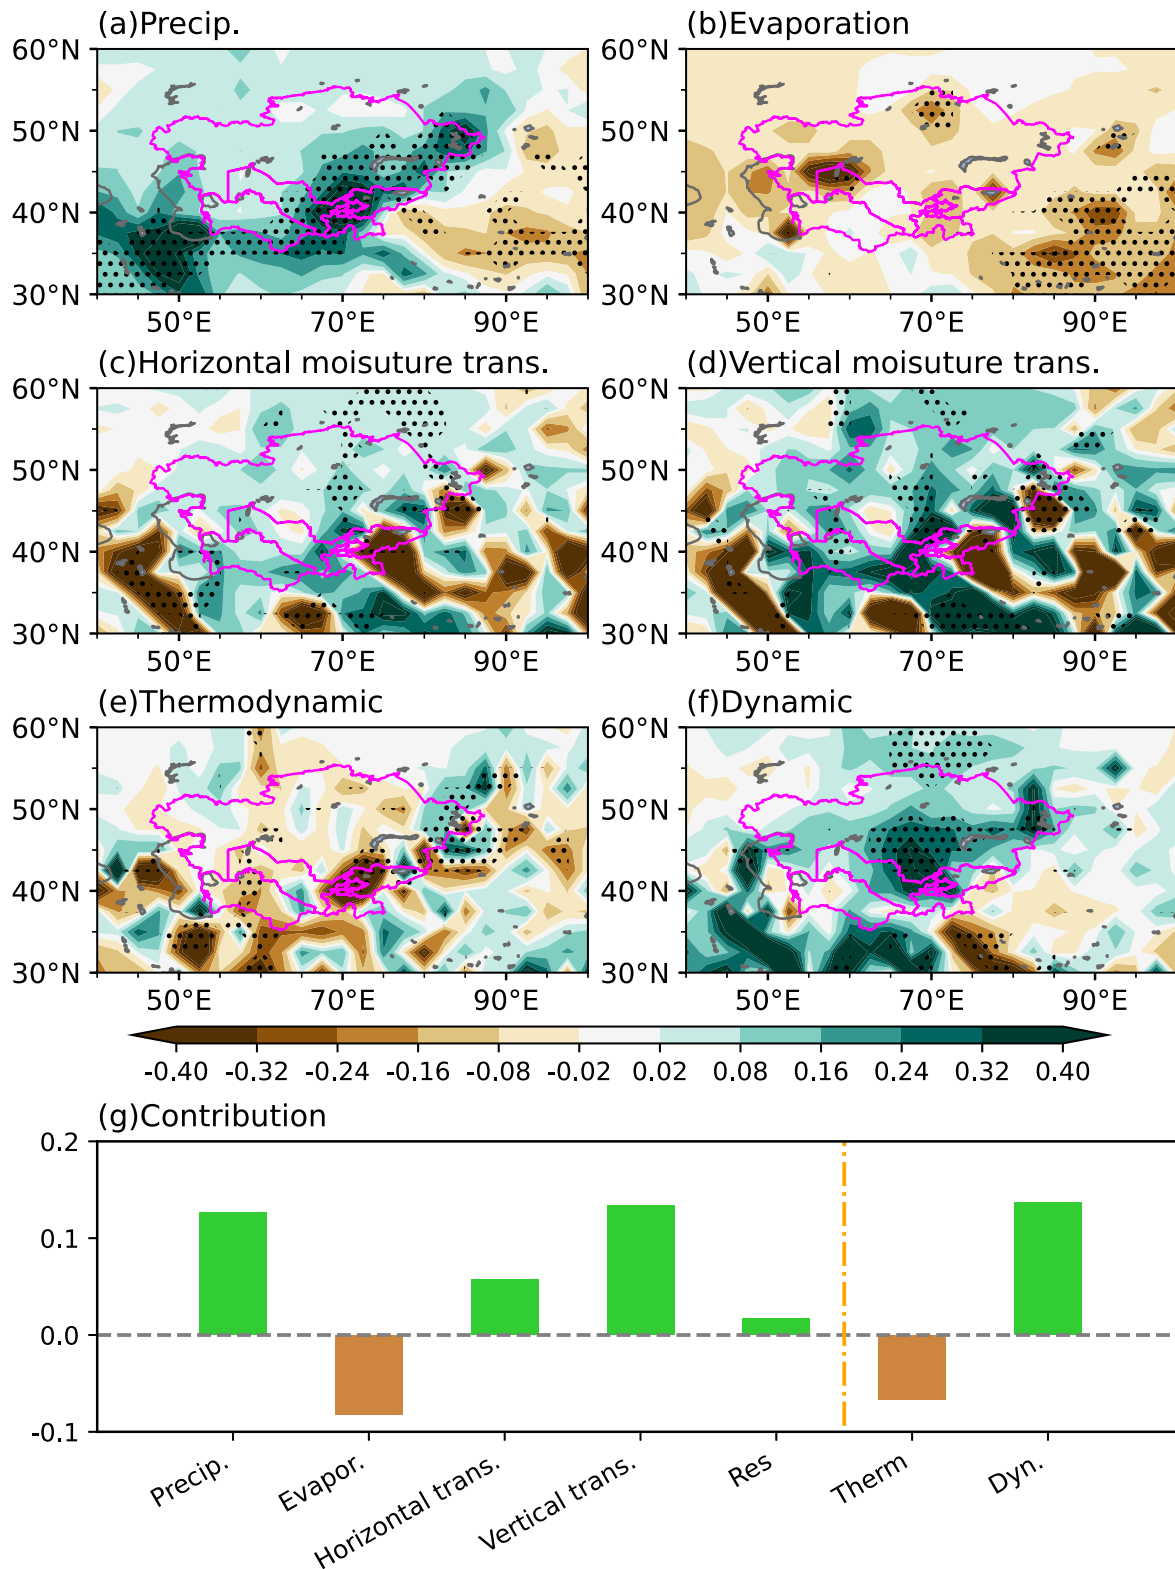 (a)Precip.
(b)Evaporation
60°N
50°N
40°N
30°N
50°E
70°E
90°E
60°N
50°N
40°N
30°N
50°E
70°E
90°E
(c)Horizontal moisuture trans.
(d)Vertical moisuture trans.
60°N
50°N
40°N
30°N
50°E
70°E
90°E
60°N
50°N
40°N
30°N
50°E
70°E
90°E
(e)Thermodynamic
(f)Dynamic
60°N
50°N
40°N
30°N
50°E
70°E
90°E
60°N
50°N
40°N
30°N
50°E
70°E
90°E
-0.40 -0.32 -0.24 -0.16 -0.08 -0.02 0.02 0.08 0.16 0.24 0.32 0.40
(g)Contribution
0.2
0.1
0.0
-0.1
Precip.
Evapor.
Horizontal trans.
Vertical trans.
Res
Therm
Dyn.